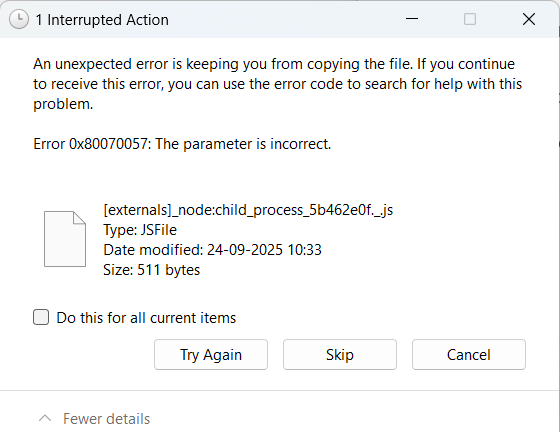 1 Interrupted Action
An unexpected error is keeping you from copying the file. If you continue
to receive this error, you can use the error code to search for help with this
problem.
Error 0x80070057: The parameter is incorrect.
[externals]_node:child_process_5b462e0f._.js
Type: JSFile
Date modified: 24-09-2025 10:33
Size: 511 bytes
Do this for all current items
Try Again
Skip
Cancel
Fewer details